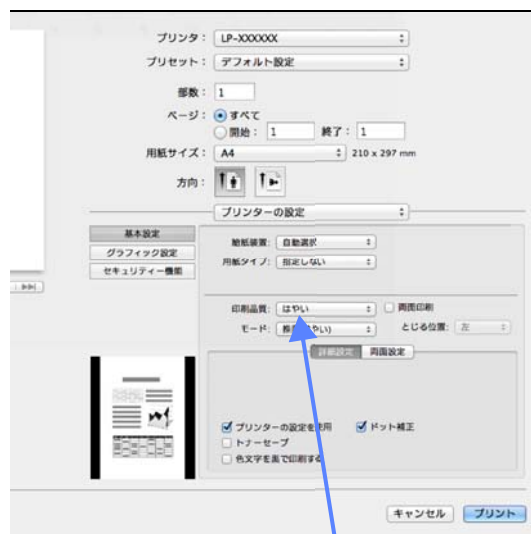 プリンタ： LP-XXXXXX
プリセット： デフォルト設定
部数： 1
ページ： すべて
開始： 1 終了： 1
用紙サイズ： A4 210 x 297 mm
方向：
プリンターの設定
基本設定
グラフィック設定
セキュリティー機能
給紙装置： 自動選択
用紙タイプ： 指定しない
印刷品質： はやい 両面印刷
モード： 推奨(はやい) とじる位置： 左
詳細設定 両面設定
プリンターの設定を使用 ドット補正
トナーセーブ
色文字を黒で印刷する
キャンセル プリント